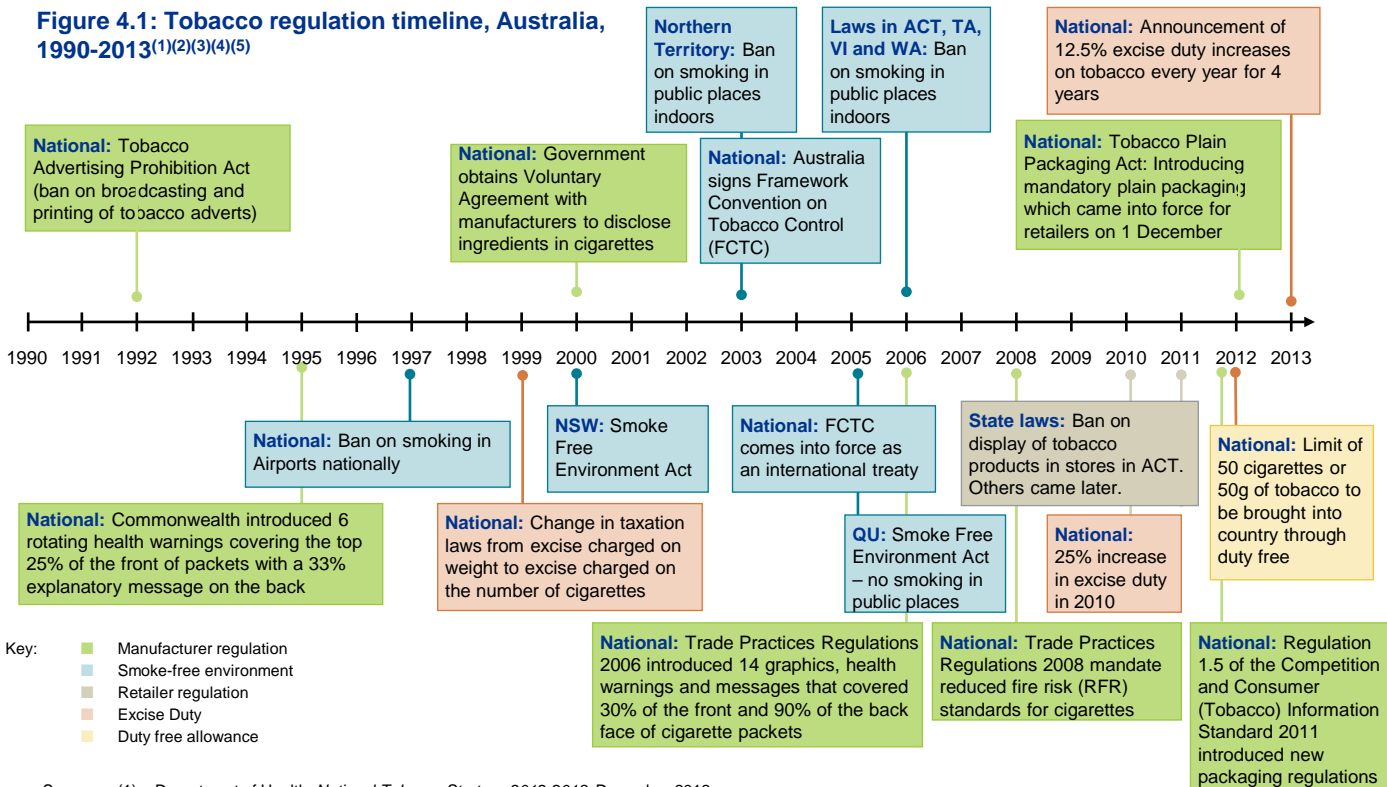 Figure 4.1: Tobacco regulation timeline, Australia,
1990-2013(1)(2)(3)(4)(5)
National: Tobacco
Advertising Prohibition Act
(ban on broadcasting and
printing of tobacco adverts)
National: Government
obtains Voluntary
Agreement with
manufacturers to disclose
ingredients in cigarettes
Northern
Territory: Ban
on smoking in
public places
indoors
National: Australia
signs Framework
Convention on
Tobacco Control
(FCTC)
Laws in ACT, TA,
VI and WA: Ban
on smoking in
public places
indoors
National: Announcement of
12.5% excise duty increases
on tobacco every year for 4
years
National: Tobacco Plain
Packaging Act: Introducing
mandatory plain packaging
which came into force for
retailers on 1 December
1990 1991 1992 1993 1994 1995 1996 1997 1998 1999 2000 2001 2002 2003 2004 2005 2006 2007 2008 2009 2010 2011 2012 2013
National: Ban on smoking in
Airports nationally
National: Commonwealth introduced 6
rotating health warnings covering the top
25% of the front of packets with a 33%
explanatory message on the back
NSW: Smoke
Free
Environment Act
National: Change in taxation
laws from excise charged on
weight to excise charged on
the number of cigarettes
National: FCTC
comes into force as
an international treaty
QU: Smoke Free
Environment Act
– no smoking in
public places
State laws: Ban on
display of tobacco
products in stores in ACT.
Others came later.
National:
25% increase
in excise duty
in 2010
National: Limit of
50 cigarettes or
50g of tobacco to
be brought into
country through
duty free
National: Trade Practices Regulations
2006 introduced 14 graphics, health
warnings and messages that covered
30% of the front and 90% of the back
face of cigarette packets
National: Trade Practices
Regulations 2008 mandate
reduced fire risk (RFR)
standards for cigarettes
National: Regulation
1.5 of the Competition
and Consumer
(Tobacco) Information
Standard 2011
introduced new
packaging regulations
Key:
Manufacturer regulation
Smoke-free environment
Retailer regulation
Excise Duty
Duty free allowance